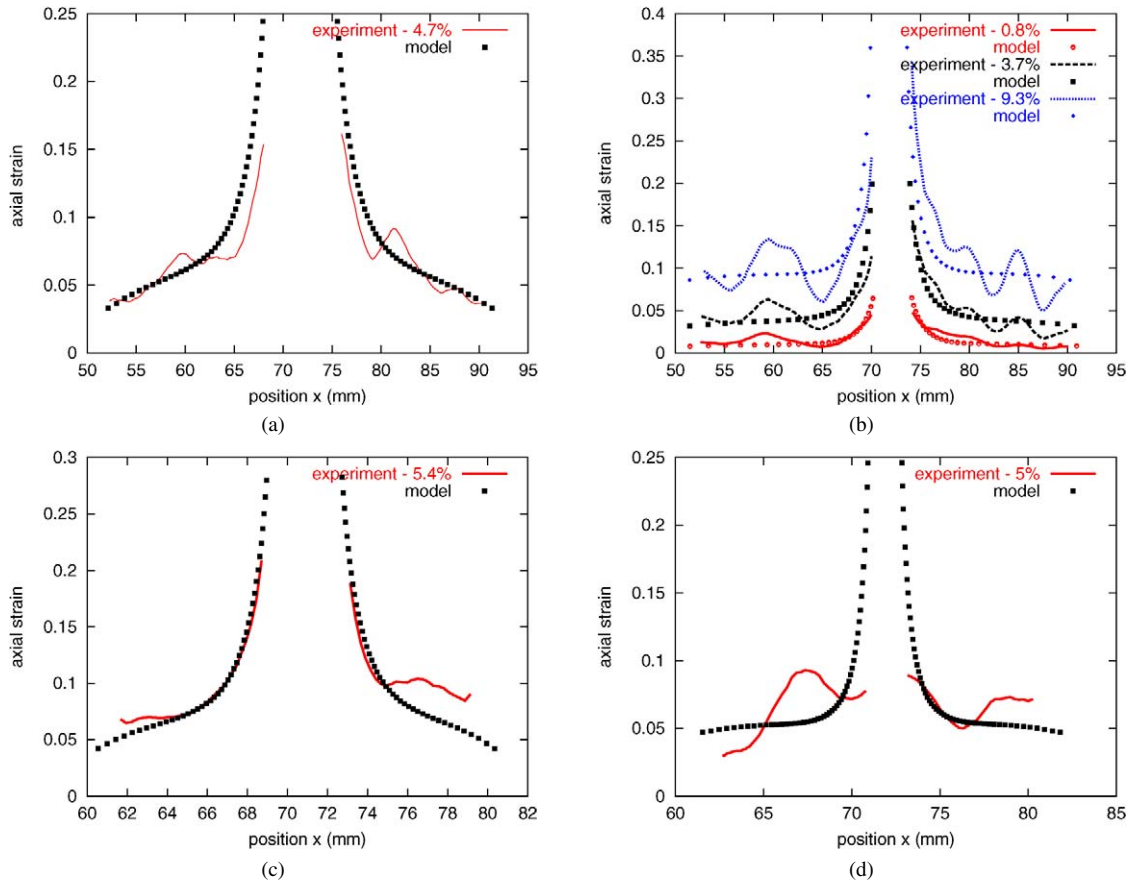 0.25
0.2
0.15
0.1
0.05
0
axial strain
experiment - 4.7%
model
50 55 60 65 70 75 80 85 90 95
position x (mm)
(a)
0.4
0.35
0.3
0.25
0.2
0.15
0.1
0.05
0
axial strain
experiment - 0.8%
model
experiment - 3.7%
model
experiment - 9.3%
model
50 55 60 65 70 75 80 85 90 95
position x (mm)
(b)
0.3
0.25
0.2
0.15
0.1
0.05
0
axial strain
experiment - 5.4%
model
60 62 64 66 68 70 72 74 76 78 80 82
position x (mm)
(c)
0.25
0.2
0.15
0.1
0.05
0
axial strain
experiment - 5%
model
60 65 70 75 80 85
position x (mm)
(d)